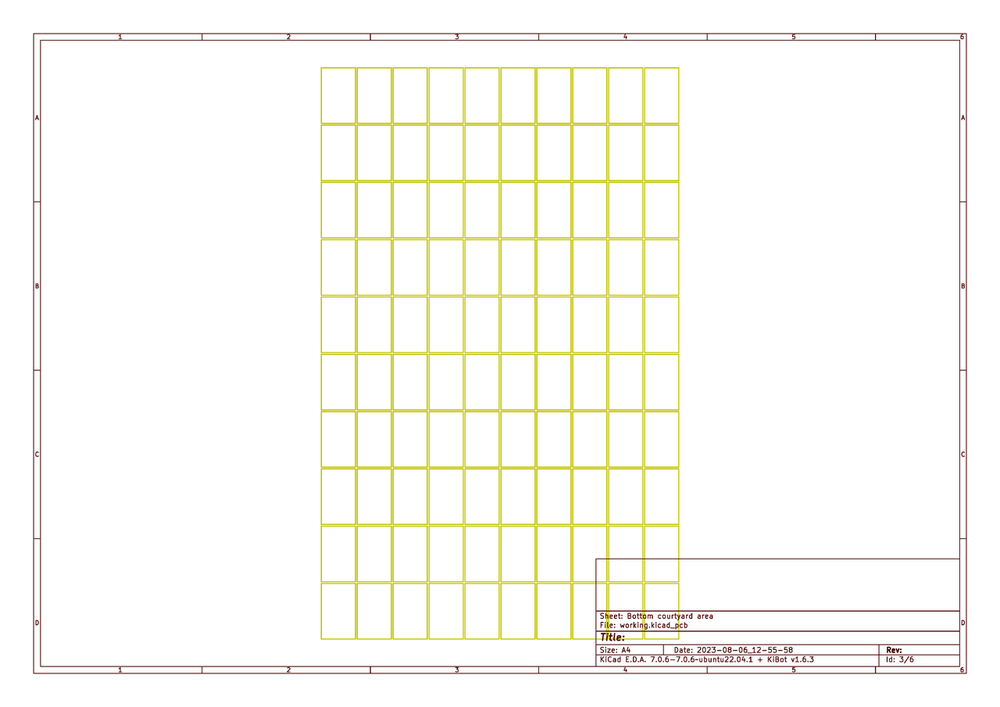 1 2 3 4 5 6
A A
B B
C C
D D
Sheet: Bottom courtyard area
File: working.kicad_pcb
Title:
Size: A4 Date: 2023-08-06_12-55-58 Rev:
KiCad E.D.A. 7.0.6-7.0.6-ubuntu22.04.1 + KiBot v1.6.3 Id: 3/6
1 2 3 4 5 6